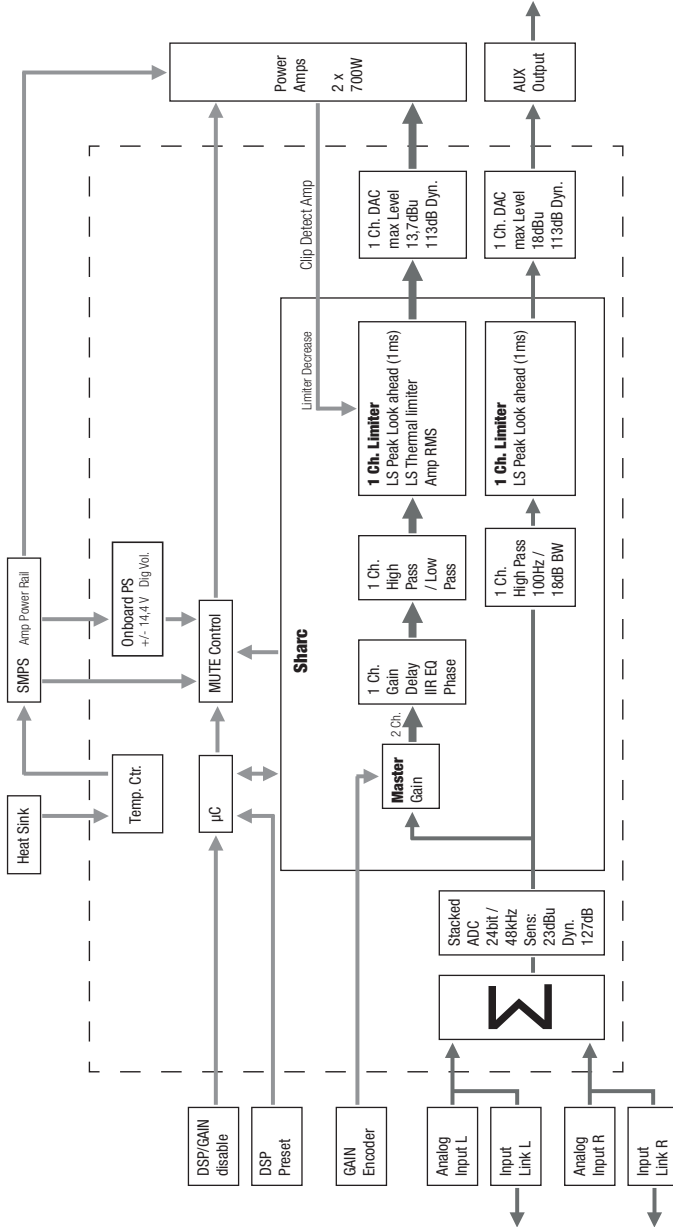 Heat Sink
SMPS
Amp Power Rail
Temp. Ctr.
Onboard PS
+/- 14,4 V Dig Vol.
Power
Amps
2 x
700W
DSP/GAIN
disable
µC
MUTE Control
DSP
Preset
Clip Detect Amp
Sharc
Limiter Decrease
GAIN
Encoder
Master
Gain
2 Ch.
1 Ch.
Gain
Delay
IIR EQ
Phase
1 Ch.
High
Pass
/ Low
Pass
1 Ch. Limiter
LS Peak Look ahead (1ms)
LS Thermal limiter
Amp RMS
1 Ch. DAC
max Level
13,7dBu
113dB Dyn.
Analog
Input L
Input
Link L
Σ
Stacked
ADC
24bit /
48kHz
Sens:
23dBu
Dyn.
127dB
1 Ch.
High Pass
100Hz /
18dB BW
1 Ch. Limiter
LS Peak Look ahead (1ms)
1 Ch. DAC
max Level
18dBu
113dB Dyn.
AUX
Output
Analog
Input R
Input
Link R